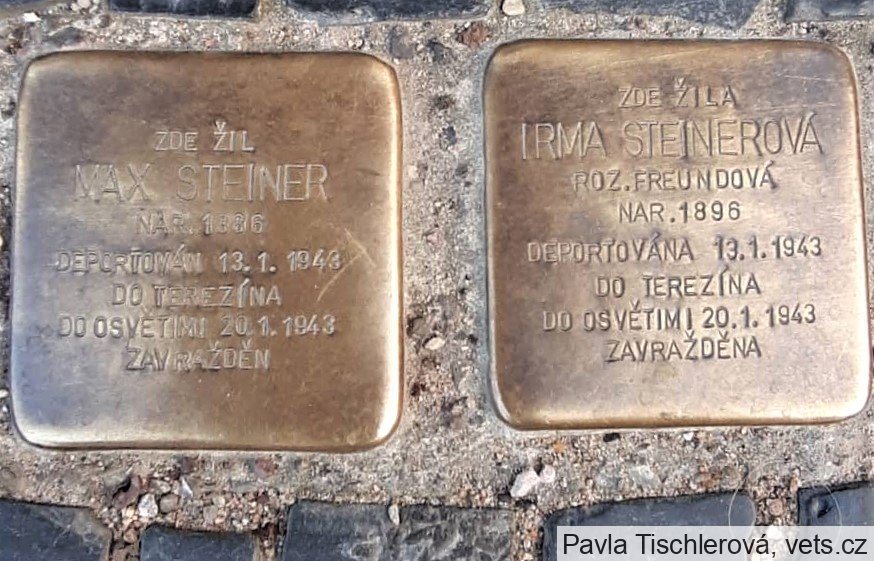 ZDE ŽIL
MAX STEINER
NAR. 1886
DEPORTOVÁN 13.1. 1943
DO TEREZÍNA
DO OSVĚTIMI 20.1. 1943
ZAVRAŽDĚN
ZDE ŽILA
IRMA STEINEROVÁ
ROZ. FREUNDOVÁ
NAR. 1896
DEPORTOVÁNA 13.1.1943
DO TEREZÍNA
DO OSVĚTIMI 20.1. 1943
ZAVRAŽDĚNA
Pavla Tischlerová, vets.cz